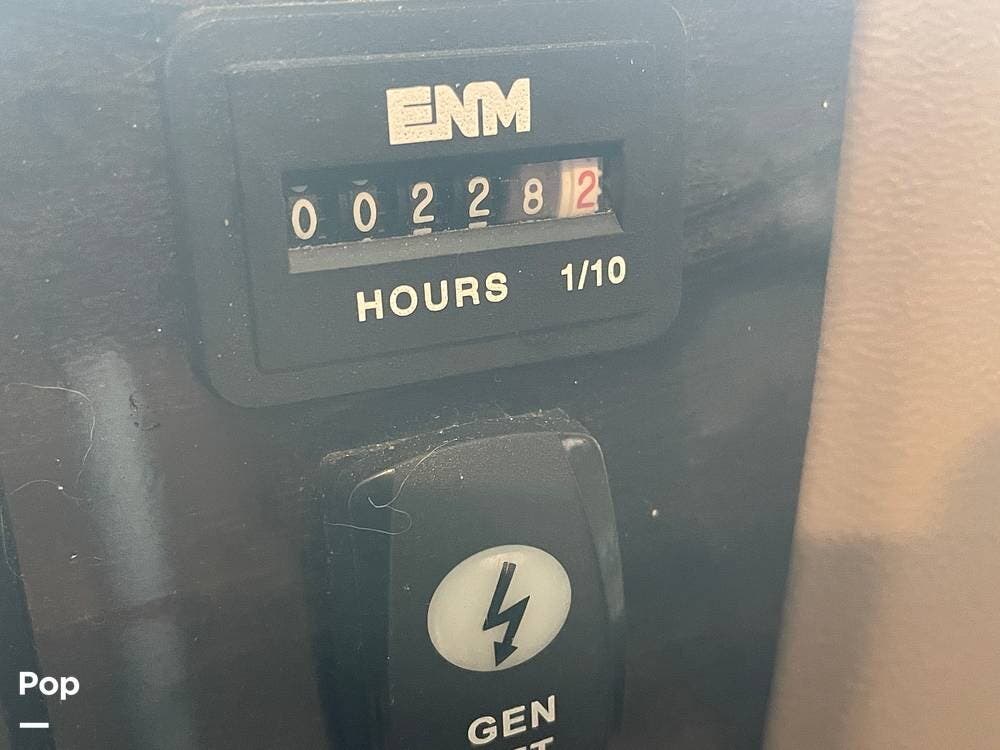 ENM
002282
HOURS 1/10
GEN
Pop